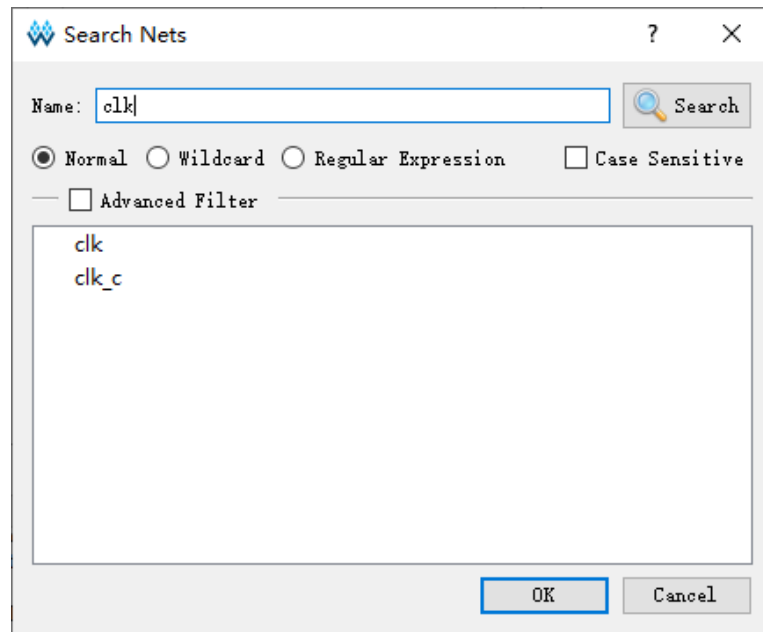 Search Nets ?
Name: clk Search
Normal Wildcard Regular Expression Case Sensitive
Advanced Filter
clk
clk_c
OK Cancel